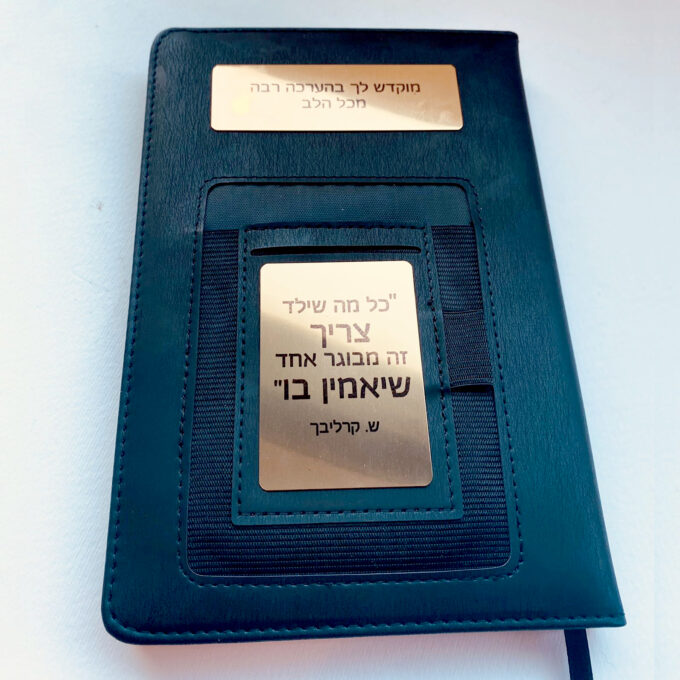 מוקדש לך בהערכה רבה
מכל הלב
"כל מה שילד
צריך
זה מבוגר אחד
שיאמין בו"
ש. קרליבך